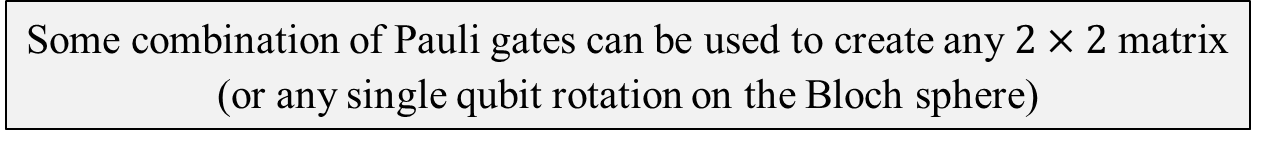 Some combination of Pauli gates can be used to create any 2 × 2 matrix
(or any single qubit rotation on the Bloch sphere)